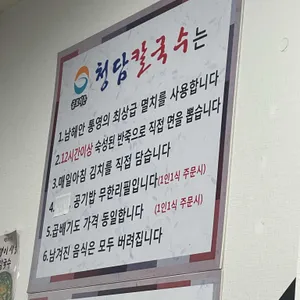 청담칼국수는
1.남해안 통영의 최상급 멸치를 사용합니다
2.12시간이상 숙성된 반죽으로 직접 면을 뽑습니다
3.매일아침 김치를 직접 담습니다
4. 공기밥 무한리필입니다(1인1식 주문시)
5.곱빼기도 가격 동일합니다 (1인1식 주문시)
6.남겨진 음식은 모두 버려집니다